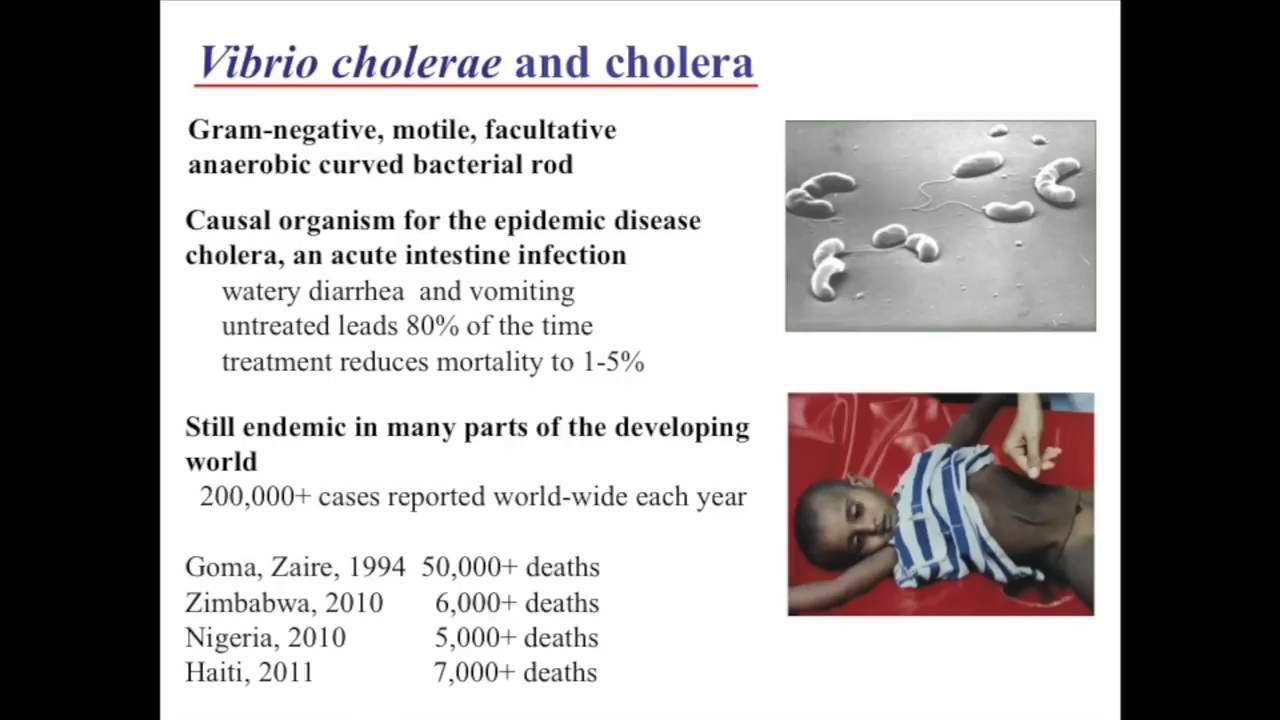 Vibrio cholerae and cholera
Gram-negative, motile, facultative
anaerobic curved bacterial rod
Causal organism for the epidemic disease
cholera, an acute intestine infection
watery diarrhea and vomiting
untreated leads 80% of the time
treatment reduces mortality to 1-5%
Still endemic in many parts of the developing
world
200,000+ cases reported world-wide each year
Goma, Zaire, 1994 50,000+ deaths
Zimbabwa, 2010 6,000+ deaths
Nigeria, 2010 5,000+ deaths
Haiti, 2011 7,000+ deaths